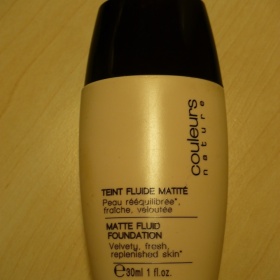 couleurs
nature
TEINT FLUIDE MATITÉ
Peau rééquilibrée*,
fraîche, veloutée
MATTE FLUID
FOUNDATION
Velvety, fresh,
replenished skin*
℮30ml 1 fl.oz.